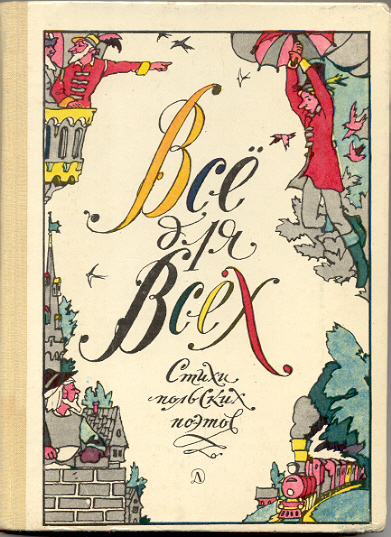 Всё
для
Всех
Стихи
польских
поэтов
Д